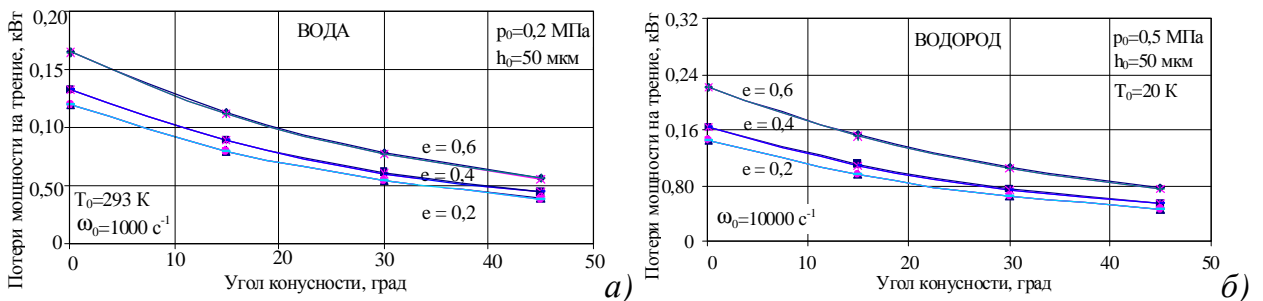 Потери мощности на трение, кВт
0,20
0,15
0,10
0,50
0
ВОДА
p₀=0,2 МПа
h₀=50 мкм
e = 0,6
e = 0,4
e = 0,2
T₀=293 К
ω₀=1000 с⁻¹
0 10 20 30 40 50
Угол конусности, град
а)
Потери мощности на трение, кВт
0,32
0,24
0,16
0,80
0
ВОДОРОД
p₀=0,5 МПа
h₀=50 мкм
T₀=20 К
e = 0,6
e = 0,4
e = 0,2
ω₀=10000 с⁻¹
0 10 20 30 40 50
Угол конусности, град
б)